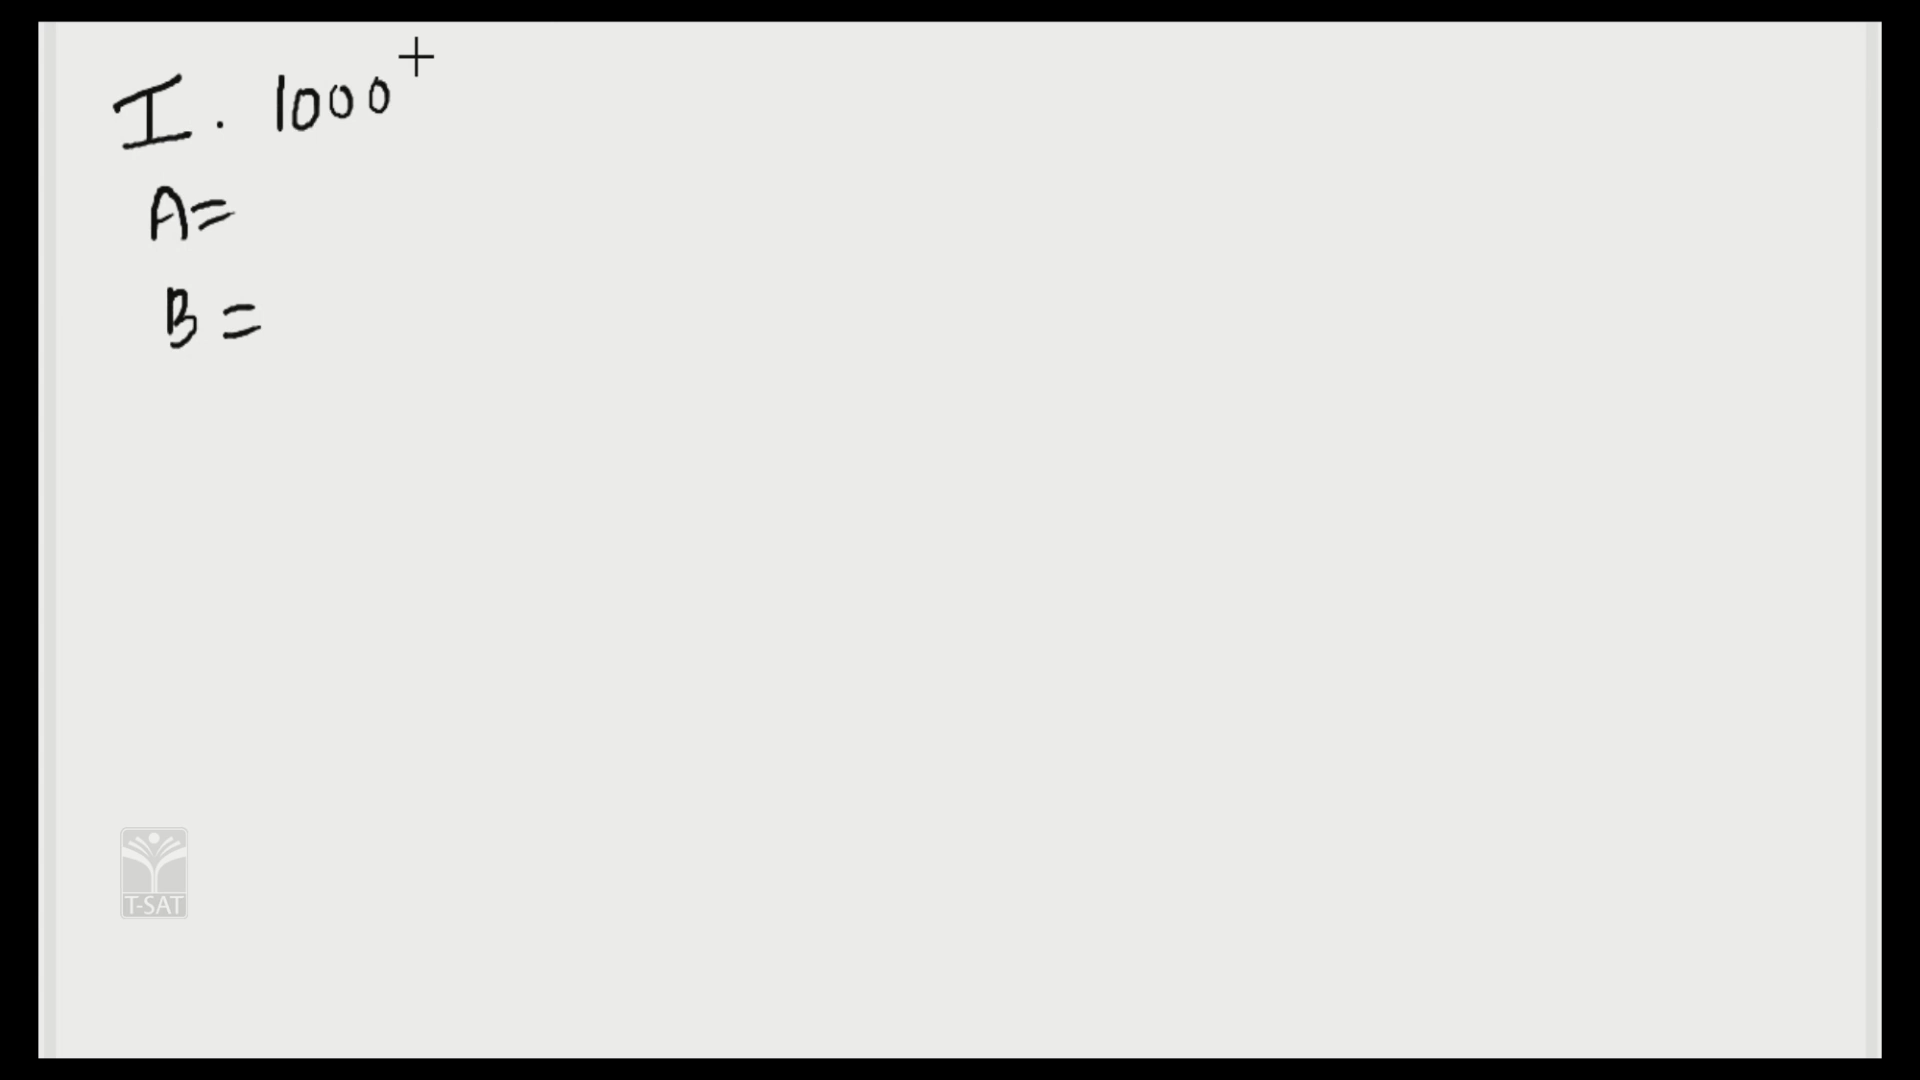 I. 1000
A=
B =
T-SAT